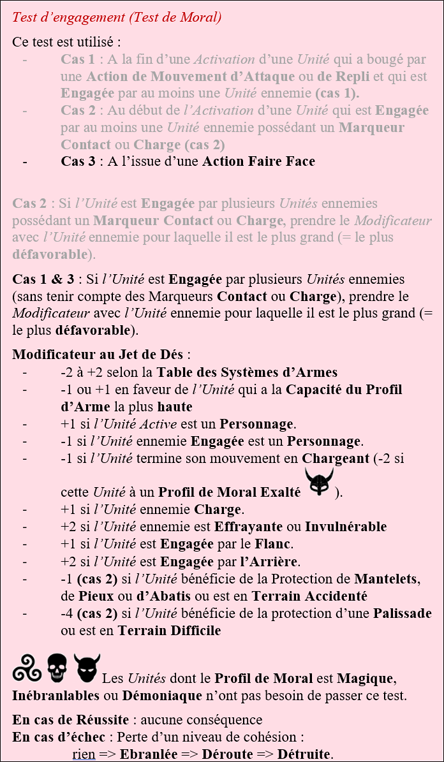 Test d’engagement (Test de Moral)
Ce test est utilisé :
- Cas 1 : A la fin d’une Activation d’une Unité qui a bougé par
une Action de Mouvement d’Attaque ou de Repli et qui est
Engagée par au moins une Unité ennemie (cas 1).
- Cas 2 : Au début de l’Activation d’une Unité qui est Engagée
par au moins une Unité ennemie possédant un Marqueur
Contact ou Charge (cas 2)
- Cas 3 : A l’issue d’une Action Faire Face
Cas 2 : Si l’Unité est Engagée par plusieurs Unités ennemies
possédant un Marqueur Contact ou Charge, prendre le Modificateur
avec l’Unité ennemie pour laquelle il est le plus grand (= le plus
défavorable).
Cas 1 & 3 : Si l’Unité est Engagée par plusieurs Unités ennemies
(sans tenir compte des Marqueurs Contact ou Charge), prendre le
Modificateur avec l’Unité ennemie pour laquelle il est le plus grand (=
le plus défavorable).
Modificateur au Jet de Dés :
- -2 à +2 selon la Table des Systèmes d’Armes
- -1 ou +1 en faveur de l’Unité qui a la Capacité du Profil
d’Arme la plus haute
- +1 si l’Unité Active est un Personnage.
- -1 si l’Unité ennemie Engagée est un Personnage.
- -1 si l’Unité termine son mouvement en Chargeant (-2 si
cette Unité à un Profil de Moral Exalté ).
- +1 si l’Unité ennemie Charge.
- +2 si l’Unité ennemie est Effrayante ou Invulnérable
- +1 si l’Unité est Engagée par le Flanc.
- +2 si l’Unité est Engagée par l’Arrière.
- -1 (cas 2) si l’Unité bénéficie de la Protection de Mantelets,
de Pieux ou d’Abatis ou est en Terrain Accidenté
- -4 (cas 2) si l’Unité bénéficie de la protection d’une Palissade
ou est en Terrain Difficile
Les Unités dont le Profil de Moral est Magique,
Inébranlables ou Démoniaque n’ont pas besoin de passer ce test.
En cas de Réussite : aucune conséquence
En cas d’échec : Perte d’un niveau de cohésion :
rien => Ebranlée => Déroute => Détruite.